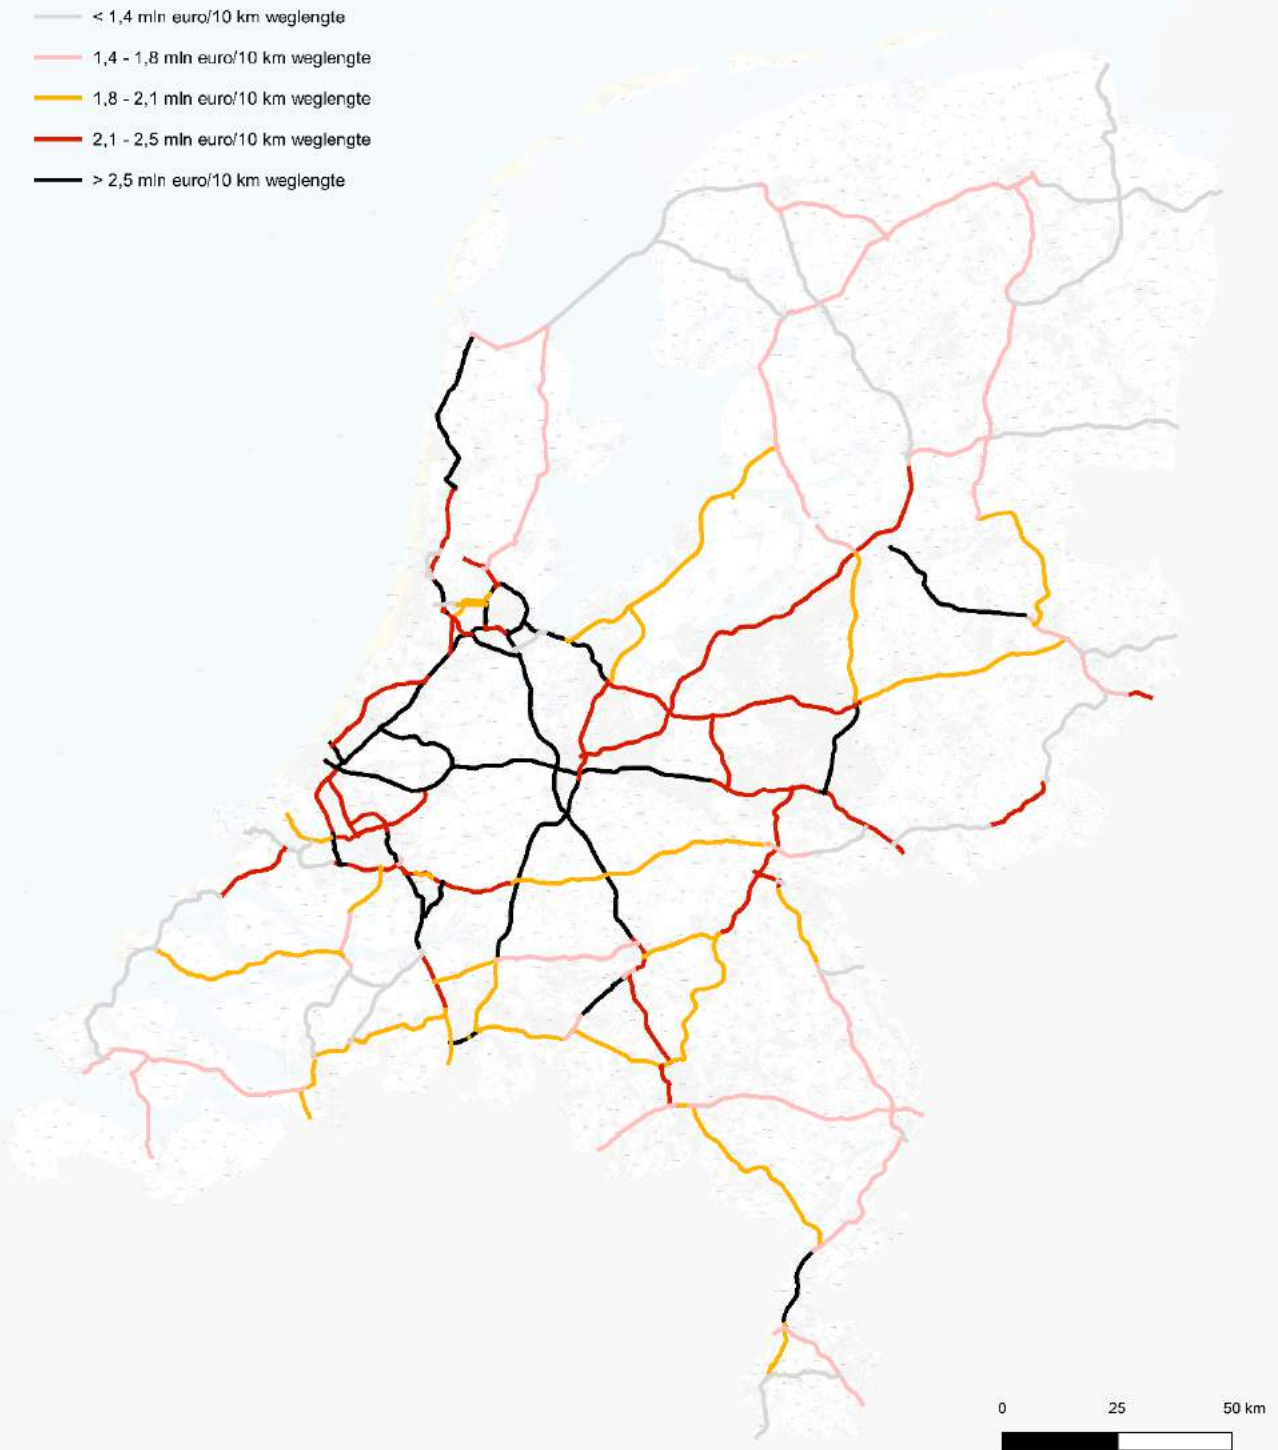 < 1,4 mln euro/10 km weglengte
1,4 - 1,8 mln euro/10 km weglengte
1,8 - 2,1 mln euro/10 km weglengte
2,1 - 2,5 mln euro/10 km weglengte
> 2,5 mln euro/10 km weglengte
0 25 50 km